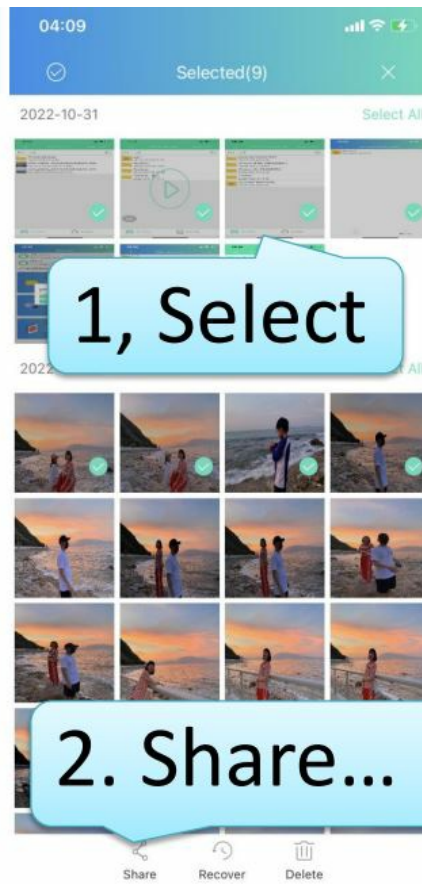 04:09
Selected(9)
2022-10-31
Select All
1, Select
2022
All
2. Share...
Share
Recover
Delete